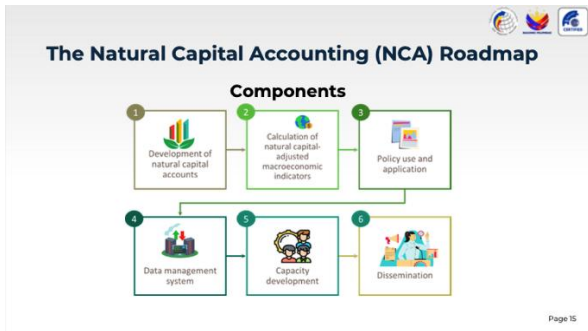 The Natural Capital Accounting (NCA) Roadmap
Components
1
Development of
natural capital
accounts
2
Calculation of
natural capital-
adjusted
macroeconomic
indicators
3
Policy use and
application
4
Data management
system
5
Capacity
development
6
Dissemination
Page 15